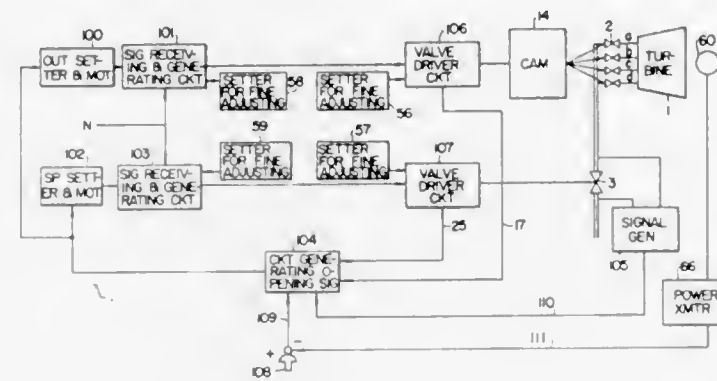 100
OUT SET-
TER & MOT
101
SIG RECEIV-
ING & GENE
RATING CKT
106
VALVE
DRIVER
CKT
14
CAM
2
a
a
a
a
TUR-
BINE
1
60
SETTER
FOR FINE
ADJUSTING
58
SETTER
FOR FINE
ADJUSTING
56
N
102
SP SETT-
ER & MOT
103
SIG RECEIV-
ING & GENE
RATING CKT
59
SETTER
FOR FINE
ADJUSTING
57
SETTER
FOR FINE
ADJUSTING
107
VALVE
DRIVER
CKT
3
25
17
SIGNAL
GEN
105
104
CKT GENE-
RATING O-
PENING SIG
66
POWER
XMTR
109
110
111
+
-
108